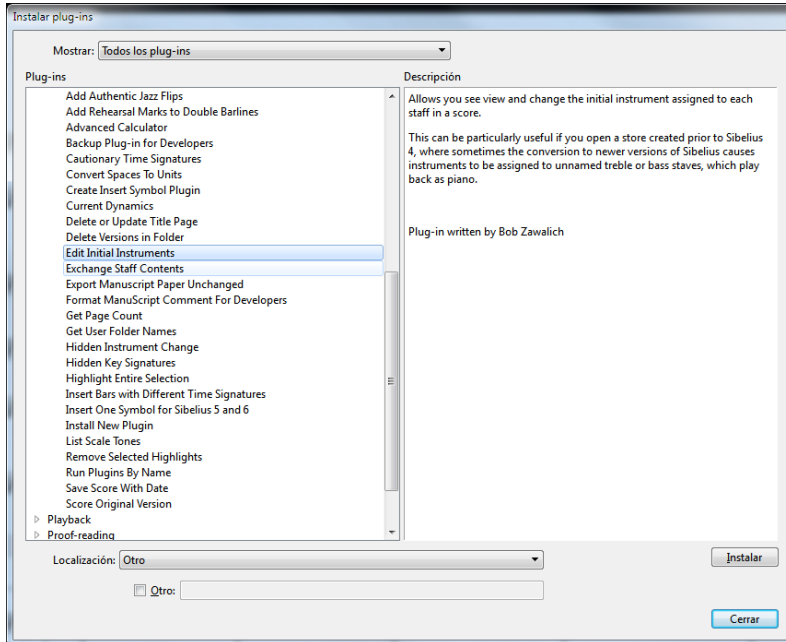 Instalar plug-ins
Mostrar: Todos los plug-ins
Plug-ins
Add Authentic Jazz Flips
Add Rehearsal Marks to Double Barlines
Advanced Calculator
Backup Plug-in for Developers
Cautionary Time Signatures
Convert Spaces To Units
Create Insert Symbol Plugin
Current Dynamics
Delete or Update Title Page
Delete Versions in Folder
Edit Initial Instruments
Exchange Staff Contents
Export Manuscript Paper Unchanged
Format ManuScript Comment For Developers
Get Page Count
Get User Folder Names
Hidden Instrument Change
Hidden Key Signatures
Highlight Entire Selection
Insert Bars with Different Time Signatures
Insert One Symbol for Sibelius 5 and 6
Install New Plugin
List Scale Tones
Remove Selected Highlights
Run Plugins By Name
Save Score With Date
Score Original Version
Playback
Proof-reading
Descripción
Allows you see view and change the initial instrument assigned to each
staff in a score.
This can be particularly useful if you open a store created prior to Sibelius
4, where sometimes the conversion to newer versions of Sibelius causes
instruments to be assigned to unnamed treble or bass staves, which play
back as piano.
Plug-in written by Bob Zawalich
Localización: Otro
Otro:
Instalar
Cerrar